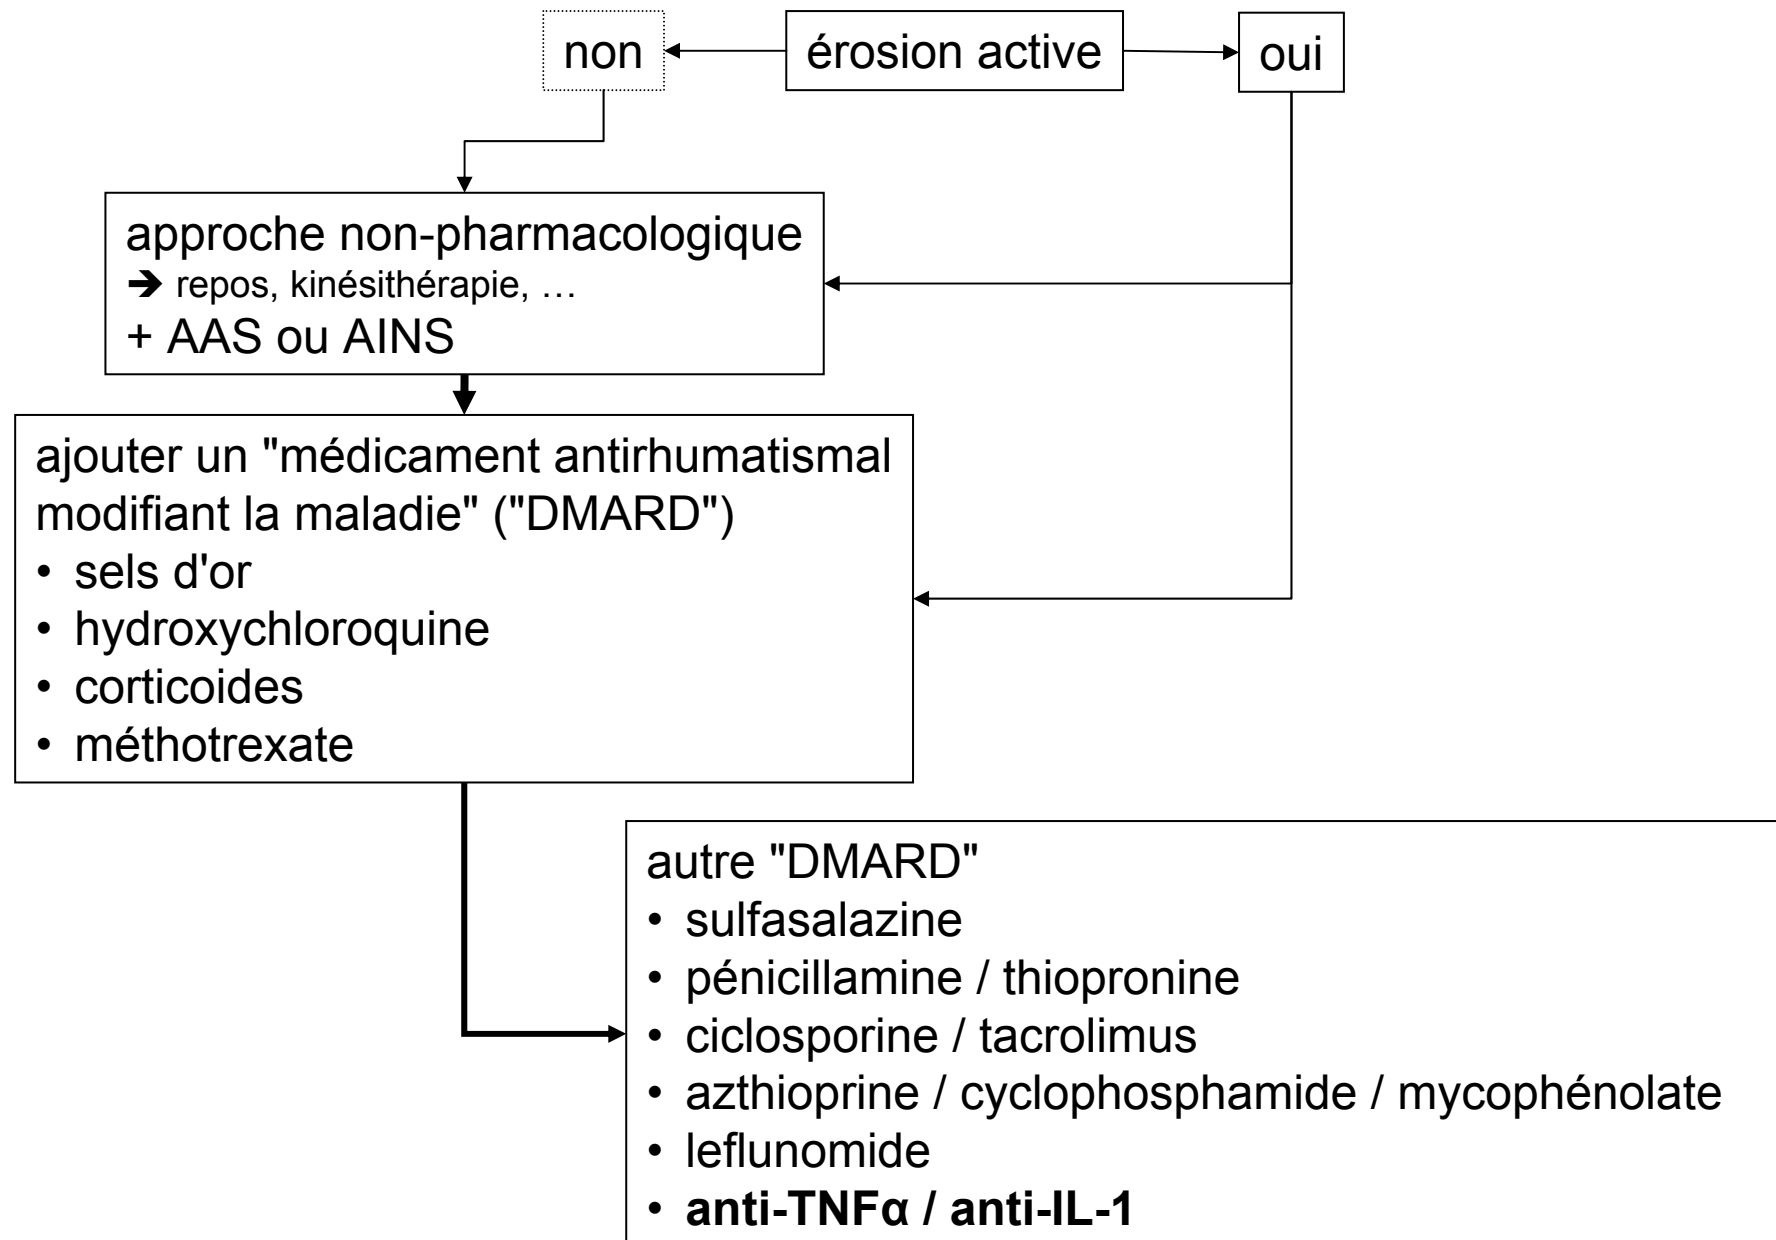 non
érosion active
oui
approche non-pharmacologique
➔ repos, kinésithérapie, …
+ AAS ou AINS
ajouter un "médicament antirhumatismal
modifiant la maladie" ("DMARD")
• sels d'or
• hydroxychloroquine
• corticoides
• méthotrexate
autre "DMARD"
• sulfasalazine
• pénicillamine / thiopronine
• ciclosporine / tacrolimus
• azthioprine / cyclophosphamide / mycophénolate
• leflunomide
• anti-TNFα / anti-IL-1